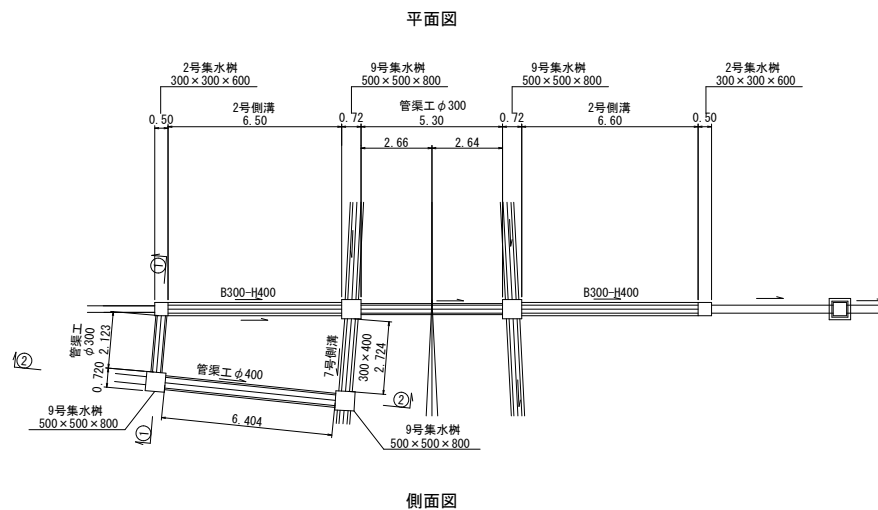 平面図
2号集水桝
300×300×600
9号集水桝
500×500×800
9号集水桝
500×500×800
2号集水桝
300×300×600
0.50
2号側溝
6.50
0.72
管渠工φ300
5.30
0.72
2号側溝
6.60
0.50
2.66
2.64
①
B300-H400
B300-H400
管渠工
φ300
2.123
7号側溝
300×400
2.724
②
0.720
管渠工φ400
②
9号集水桝
500×500×800
①
6.404
9号集水桝
500×500×800
側面図